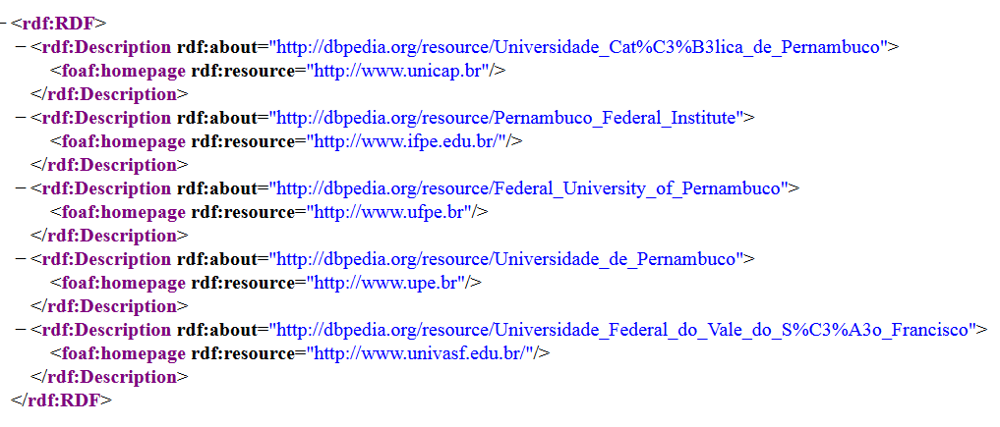 −<rdf:RDF>
−<rdf:Description rdf:about="http://dbpedia.org/resource/Universidade_Cat%C3%B3lica_de_Pernambuco">
<foaf:homepage rdf:resource="http://www.unicap.br"/>
</rdf:Description>
−<rdf:Description rdf:about="http://dbpedia.org/resource/Pernambuco_Federal_Institute">
<foaf:homepage rdf:resource="http://www.ifpe.edu.br/"/>
</rdf:Description>
−<rdf:Description rdf:about="http://dbpedia.org/resource/Federal_University_of_Pernambuco">
<foaf:homepage rdf:resource="http://www.ufpe.br"/>
</rdf:Description>
−<rdf:Description rdf:about="http://dbpedia.org/resource/Universidade_de_Pernambuco">
<foaf:homepage rdf:resource="http://www.upe.br"/>
</rdf:Description>
−<rdf:Description rdf:about="http://dbpedia.org/resource/Universidade_Federal_do_Vale_do_S%C3%A3o_Francisco">
<foaf:homepage rdf:resource="http://www.univasf.edu.br/"/>
</rdf:Description>
</rdf:RDF>